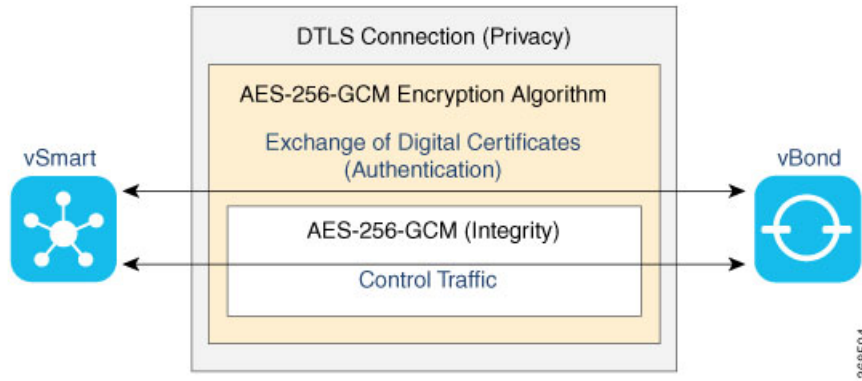 DTLS Connection (Privacy)
AES-256-GCM Encryption Algorithm
Exchange of Digital Certificates
(Authentication)
vSmart
vBond
AES-256-GCM (Integrity)
Control Traffic